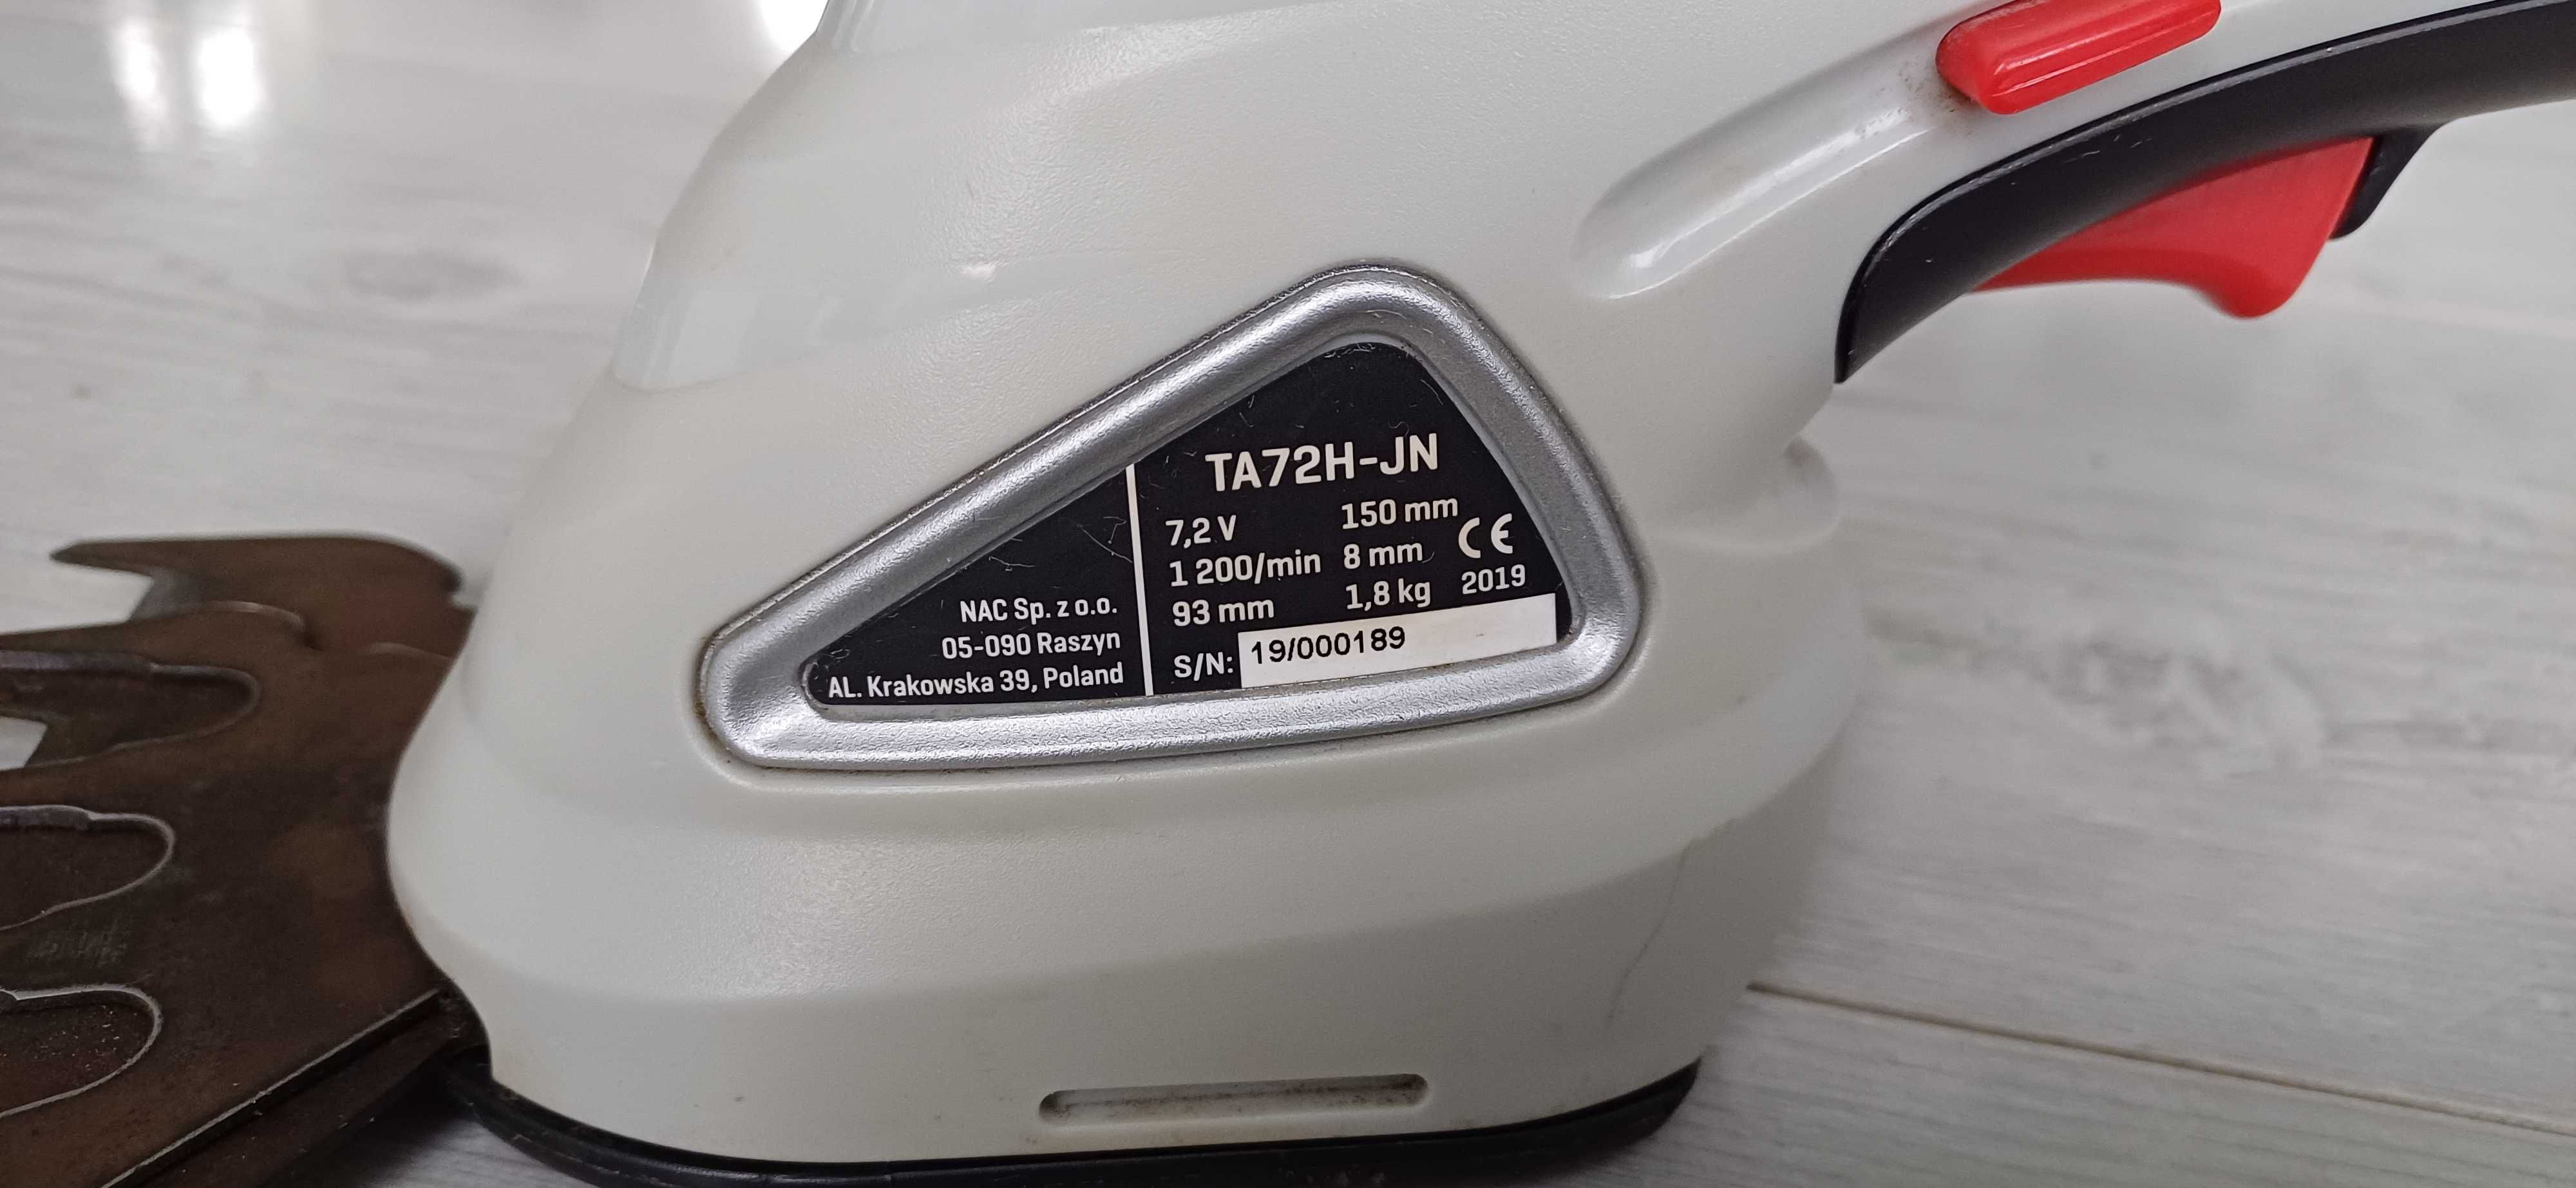 NAC Sp. z o.o.
05-090 Raszyn
AL. Krakowska 39, Poland
TA72H-JN
7,2 V 150 mm
1 200/min 8 mm CE
93 mm 1,8 kg 2019
S/N: 19/000189